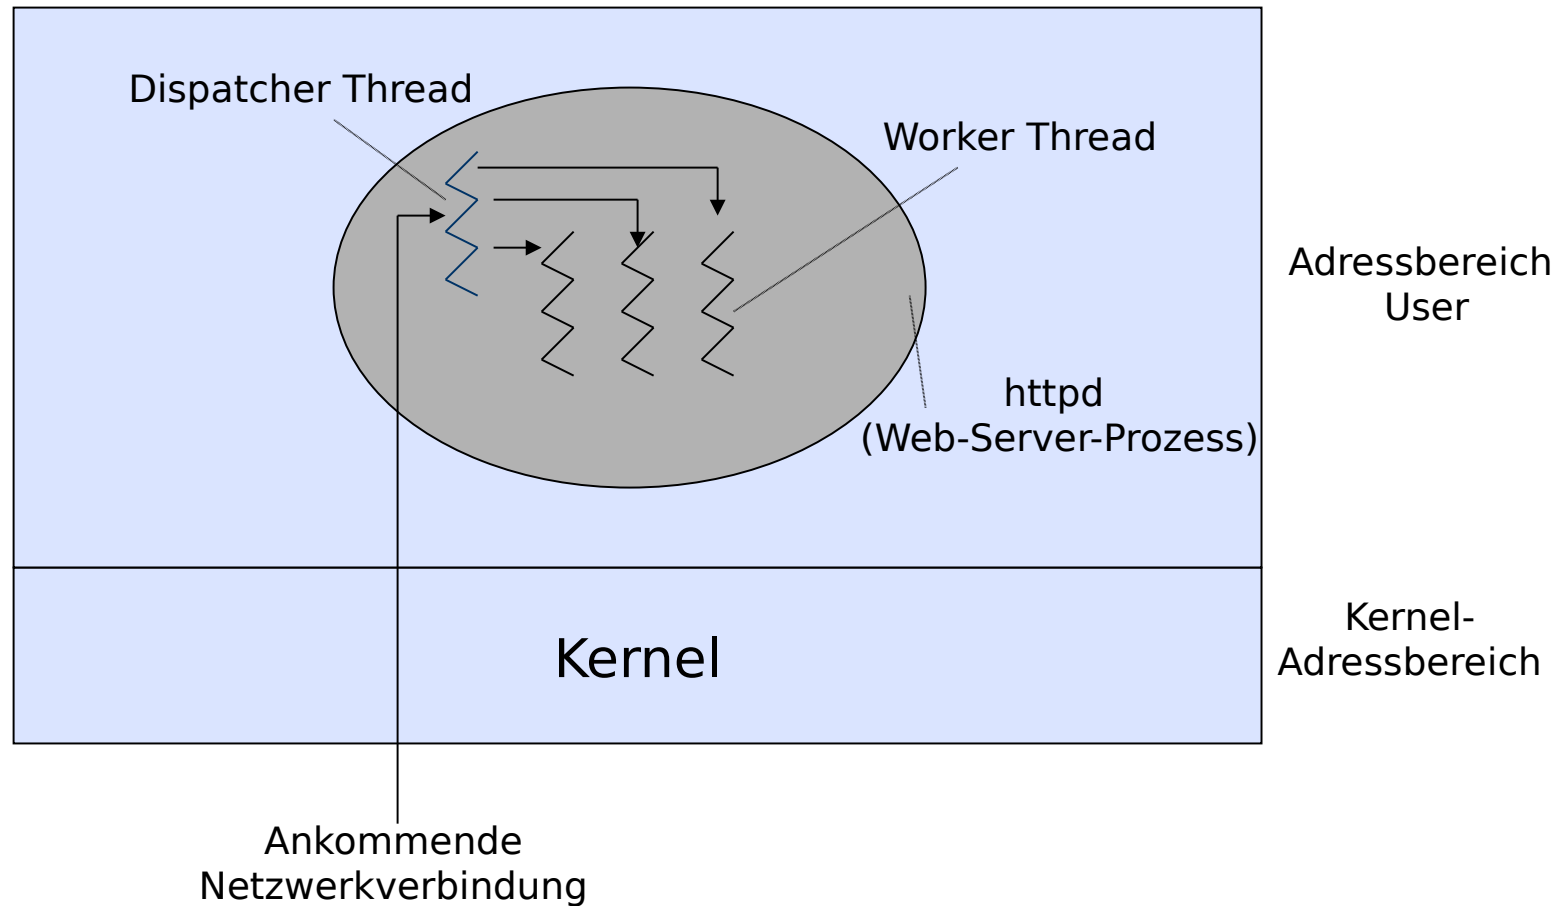 Dispatcher Thread
Worker Thread
Adressbereich
User
httpd
(Web-Server-Prozess)
Kernel
Kernel-
Adressbereich
Ankommende
Netzwerkverbindung